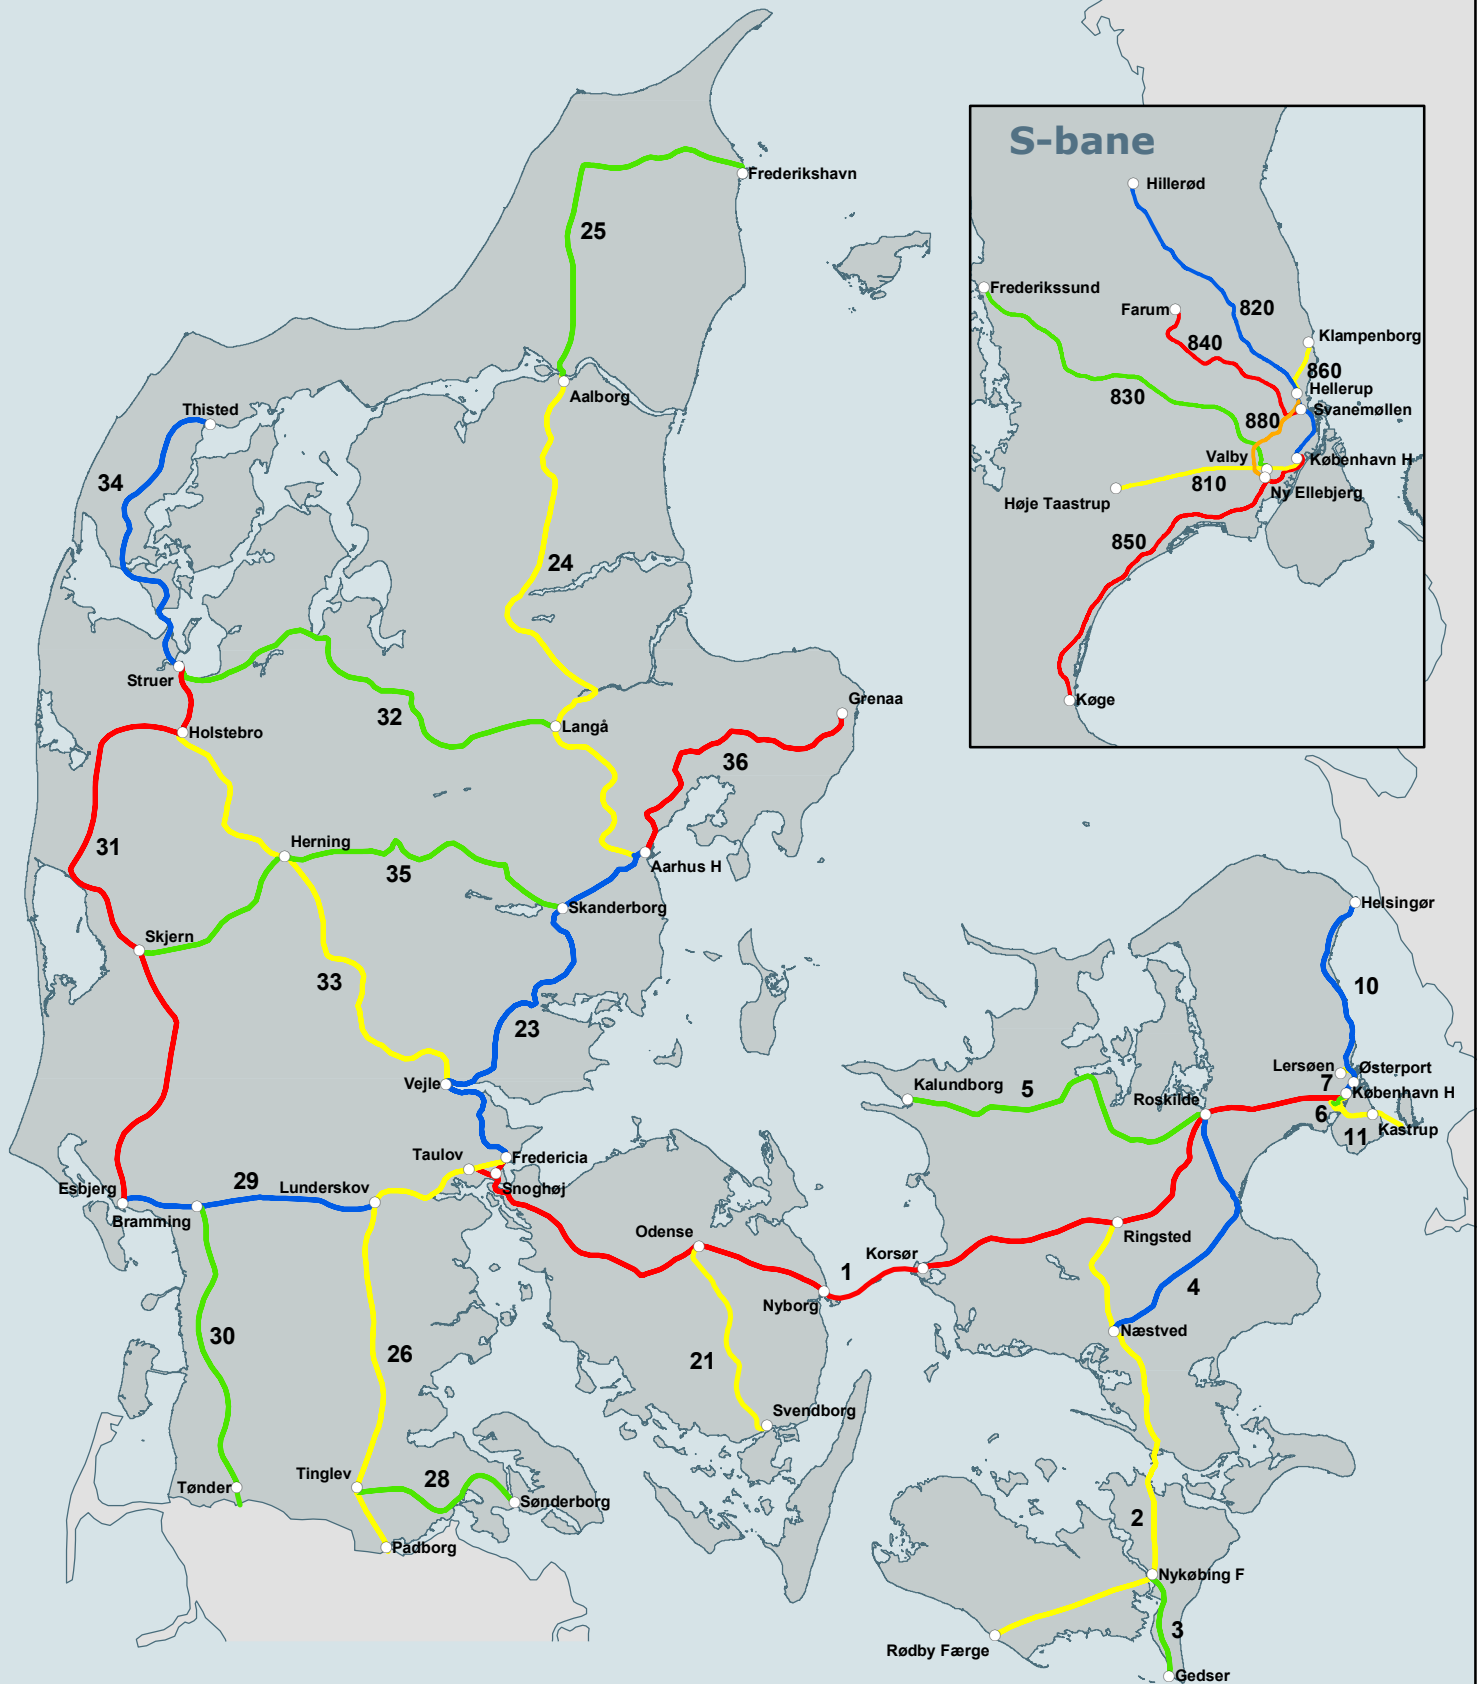 S-bane
Hillerød
Frederikshavn
25
Frederikssund
Farum
820
840
Klampenborg
860
Hellerup
Aalborg
830
Thisted
880
Svanemøllen
Valby
København H
34
810
Ny Ellebjerg
Høje Taastrup
850
24
Struer
Grenaa
Køge
32
Holstebro
Langå
36
31
Herning
35
Aarhus H
Skanderborg
Helsingør
Skjern
33
10
23
Lersøen
Østerport
Vejle
Kalundborg
5
7
København H
Roskilde
6
11
Kastrup
Taulov
Fredericia
Esbjerg
29
Lunderskov
Snoghøj
Bramming
Odense
Korsør
Ringsted
1
4
Nyborg
30
26
21
Næstved
Svendborg
Tinglev
28
Tønder
Sønderborg
2
Padborg
Nykøbing F
3
Rødby Færge
Gedser